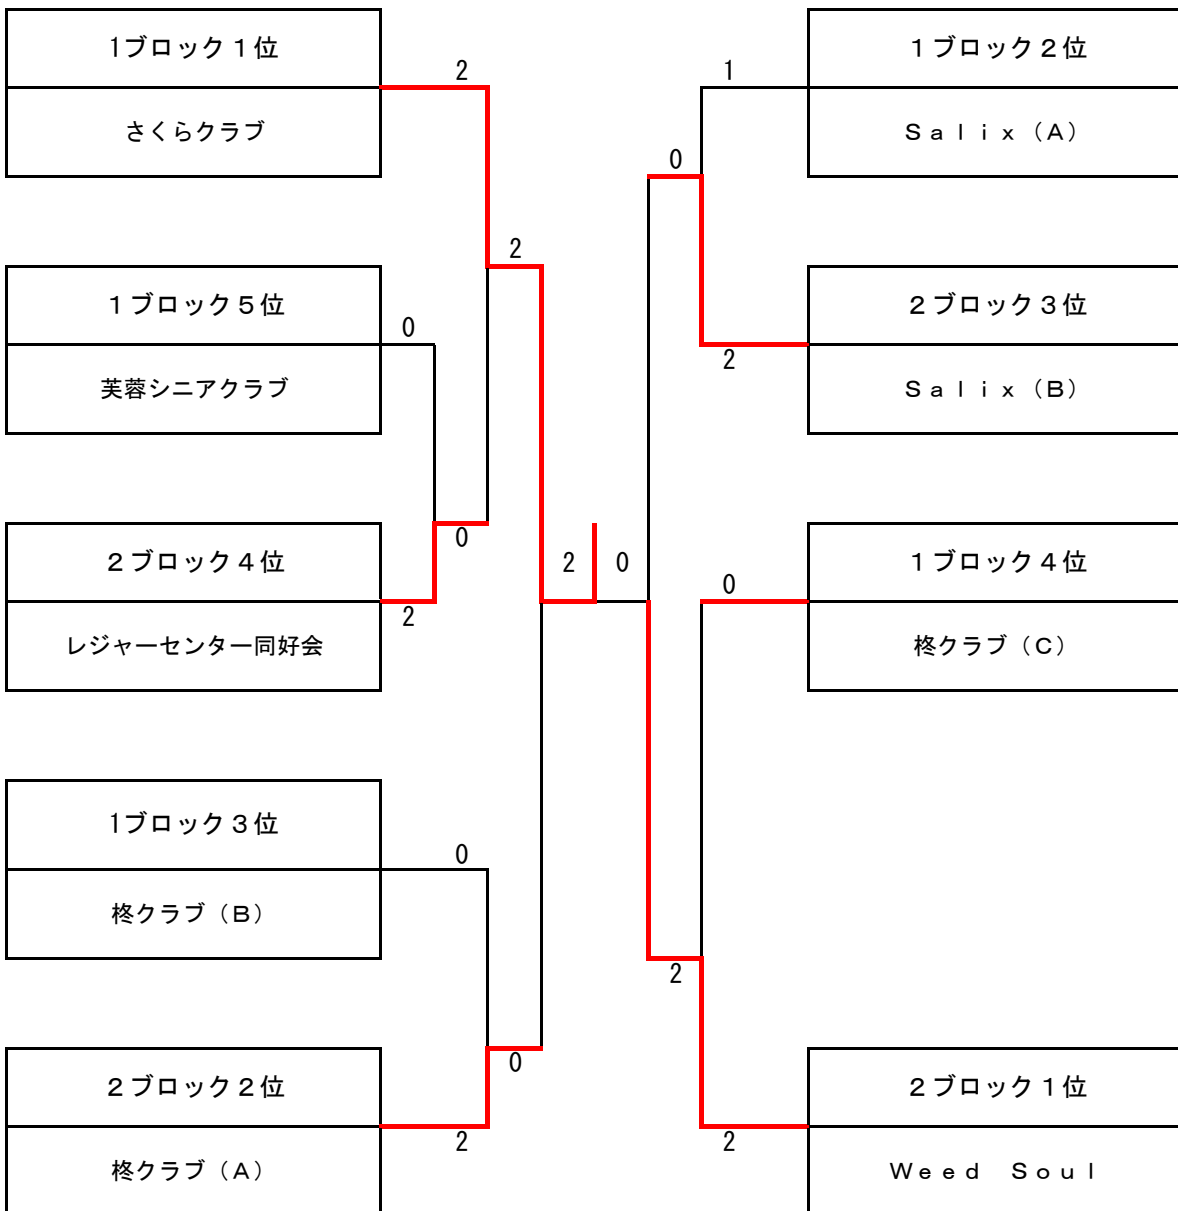 1ブロック１位
さくらクラブ
2
１ブロック５位
芙蓉シニアクラブ
0
2
２ブロック４位
レジャーセンター同好会
2
0
1ブロック３位
柊クラブ（Ｂ）
0
２ブロック２位
柊クラブ（Ａ）
2
0
2
0
１ブロック２位
Ｓａｌｉｘ（Ａ）
1
0
２ブロック３位
Ｓａｌｉｘ（Ｂ）
2
１ブロック４位
柊クラブ（Ｃ）
0
2
２ブロック１位
Ｗｅｅｄ　Ｓｏｕｌ
2